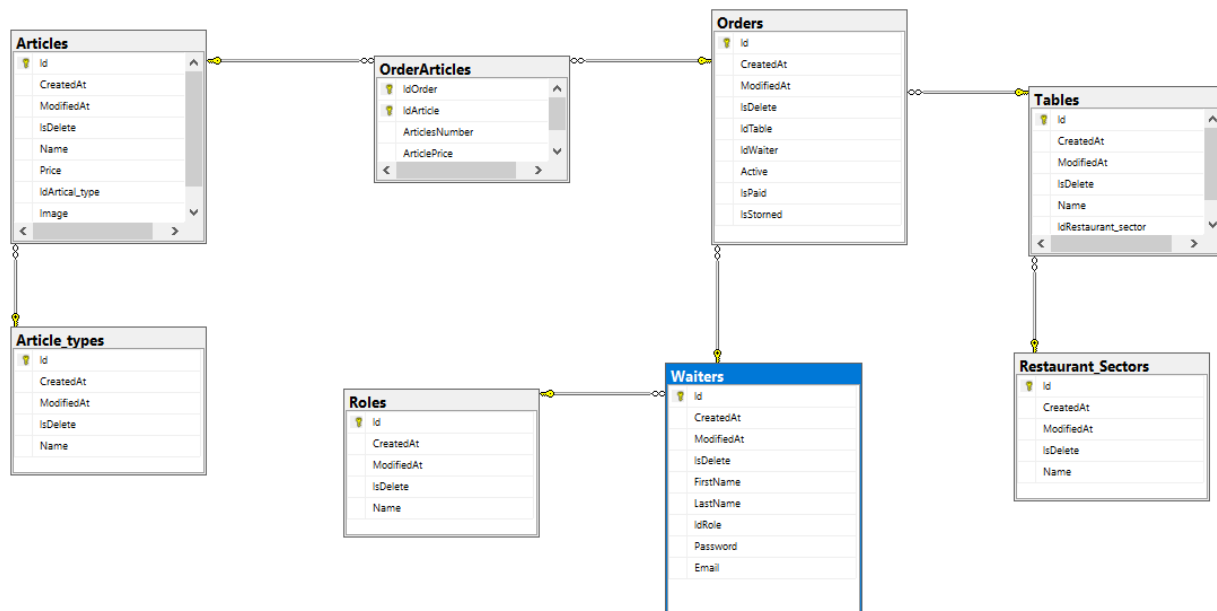 Articles
Id
CreatedAt
ModifiedAt
IsDelete
Name
Price
IdArtical_type
Image
OrderArticles
IdOrder
IdArticle
ArticlesNumber
ArticlePrice
Orders
Id
CreatedAt
ModifiedAt
IsDelete
IdTable
IdWaiter
Active
IsPaid
IsStorned
Tables
Id
CreatedAt
ModifiedAt
IsDelete
Name
IdRestaurant_sector
Article_types
Id
CreatedAt
ModifiedAt
IsDelete
Name
Roles
Id
CreatedAt
ModifiedAt
IsDelete
Name
Waiters
Id
CreatedAt
ModifiedAt
IsDelete
FirstName
LastName
IdRole
Password
Email
Restaurant_Sectors
Id
CreatedAt
ModifiedAt
IsDelete
Name